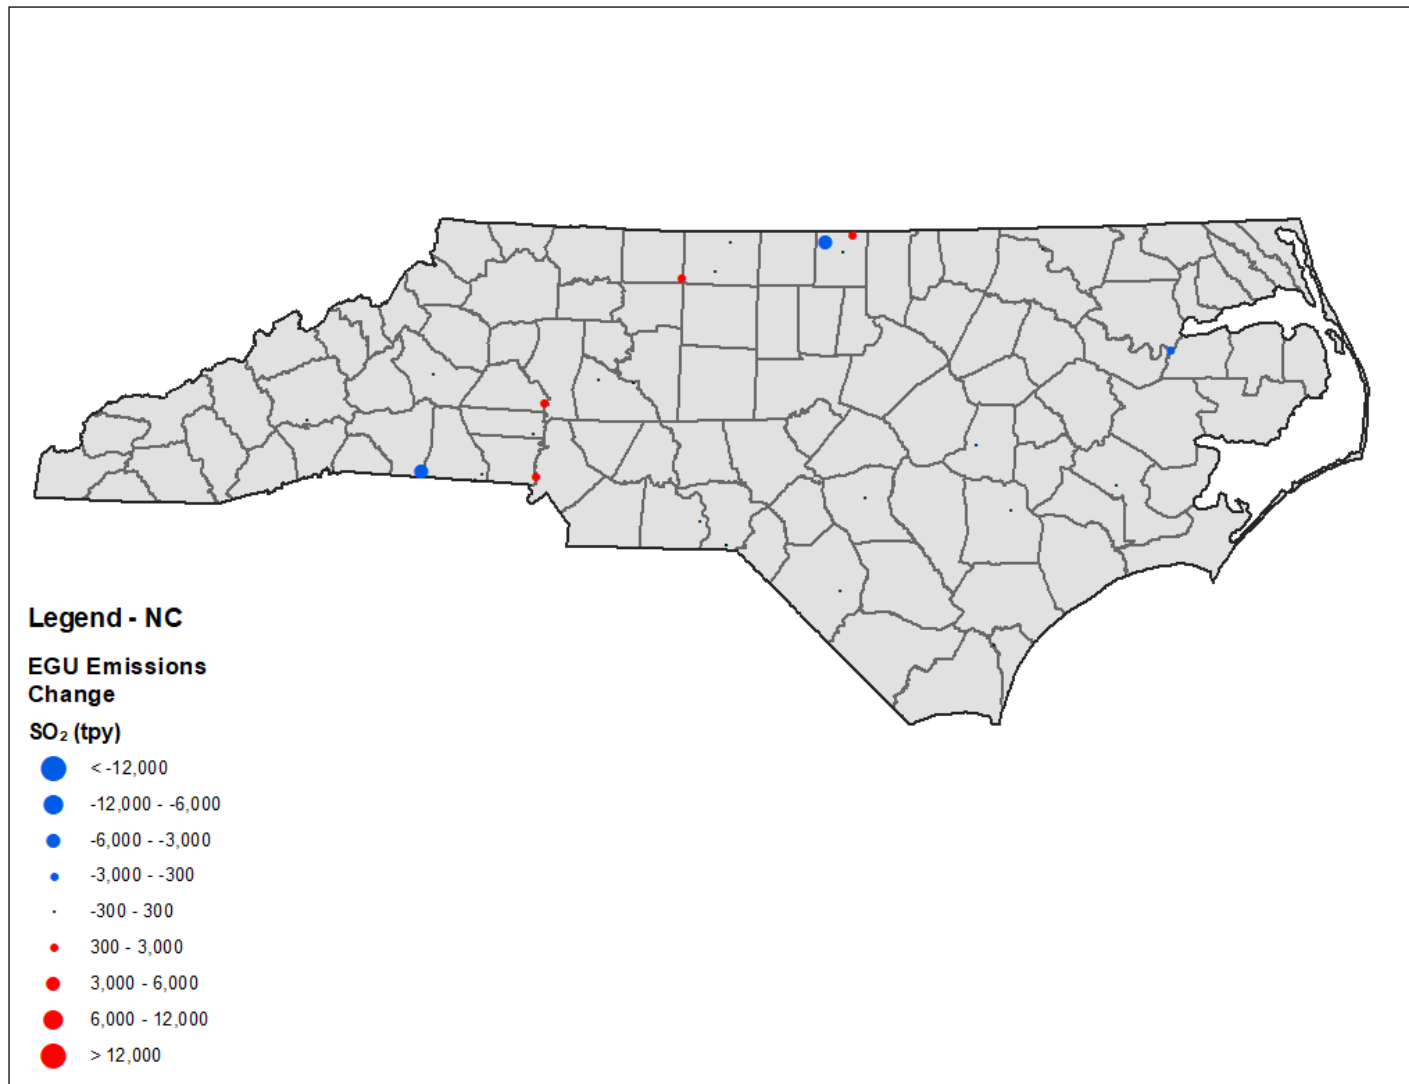 Legend - NC
EGU Emissions
Change
SO₂ (tpy)
< -12,000
-12,000 - -6,000
-6,000 - -3,000
-3,000 - -300
-300 - 300
300 - 3,000
3,000 - 6,000
6,000 - 12,000
> 12,000